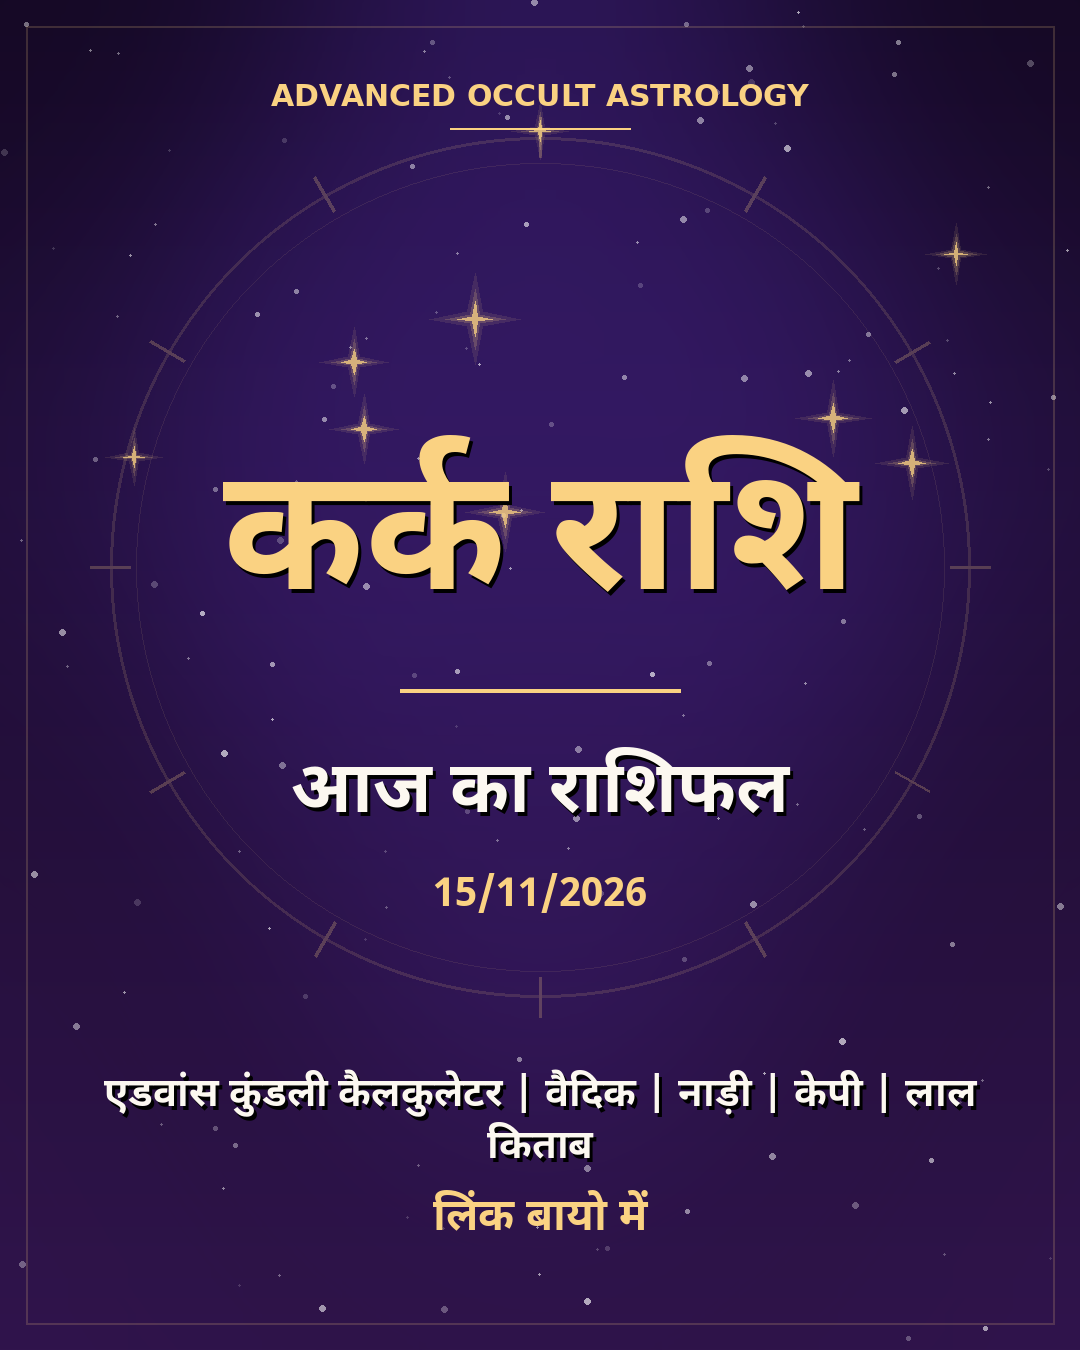 ADVANCED OCCULT ASTROLOGY
कर्क राशि
आज का राशिफल
15/11/2026
एडवांस कुंडली कैलकुलेटर | वैदिक | नाड़ी | केपी | लाल
किताब
लिंक बायो में